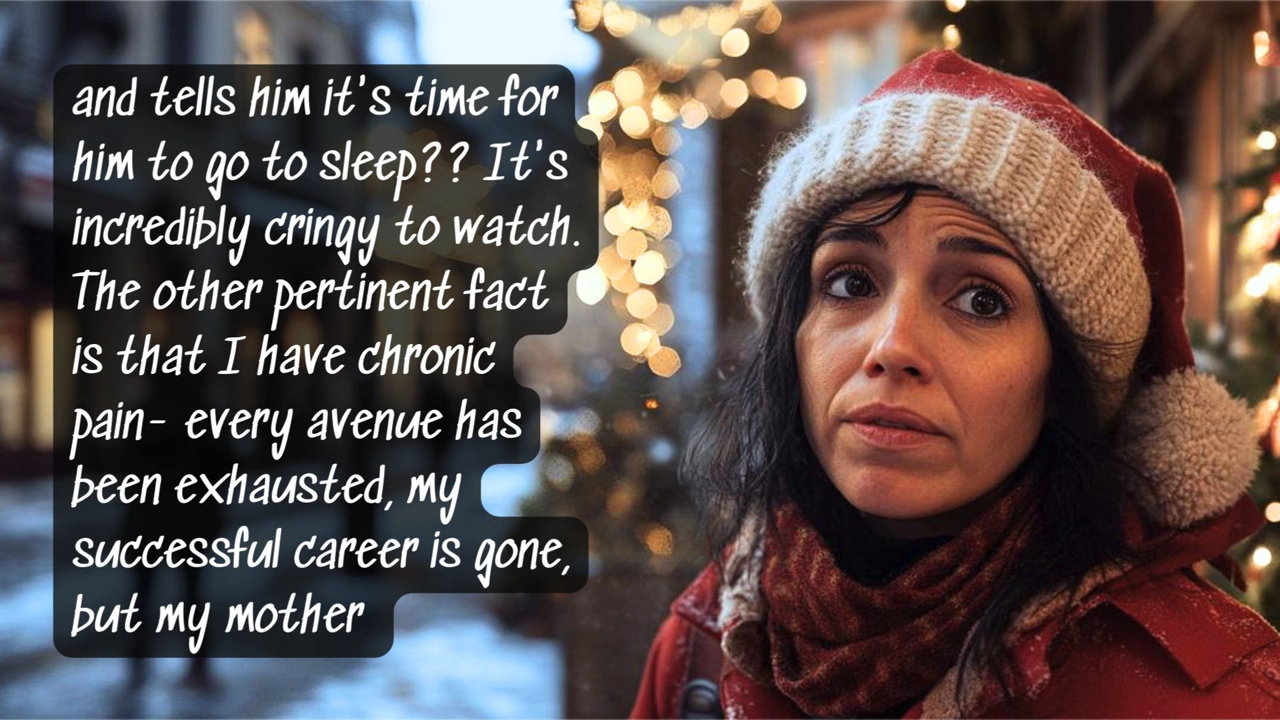 and tells him it's time for
him to go to sleep?? It's
incredibly cringy to watch.
The other pertinent fact
is that I have chronic
pain- every avenue has
been exhausted, my
successful career is gone,
but my mother